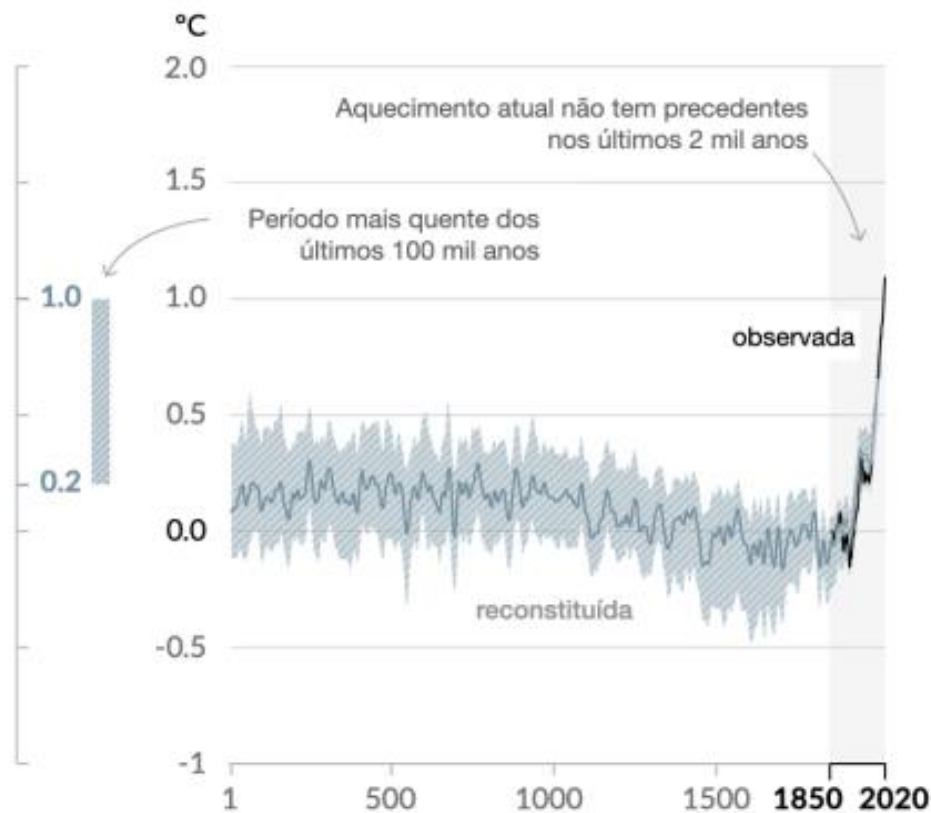 °C
2.0
Aquecimento atual não tem precedentes
nos últimos 2 mil anos
1.5
Período mais quente dos
últimos 100 mil anos
1.0
1.0
observada
0.5
0.2
0.0
reconstituída
-0.5
-1
1
500
1000
1500
1850
2020